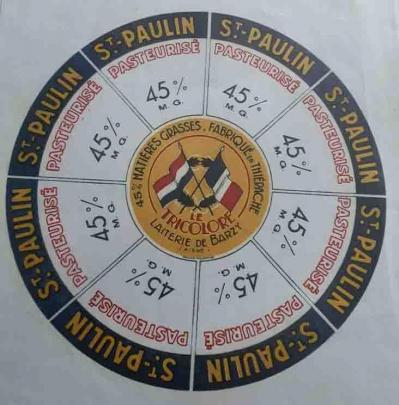 ST-PAULIN
PASTEURISÉ
45%
M.G.
ST-PAULIN
PASTEURISÉ
45%
M.G.
ST-PAULIN
PASTEURISÉ
45%
M.G.
ST-PAULIN
PASTEURISÉ
45%
M.G.
ST-PAULIN
PASTEURISÉ
45%
M.G.
ST-PAULIN
PASTEURISÉ
45%
M.G.
ST-PAULIN
PASTEURISÉ
45%
M.G.
ST-PAULIN
PASTEURISÉ
45%
M.G.
45% MATIÈRES GRASSES. FABRIQUÉ EN THIÉRACHE
LE
TRICOLORE
LAITERIE DE BARZY
(AISNE)